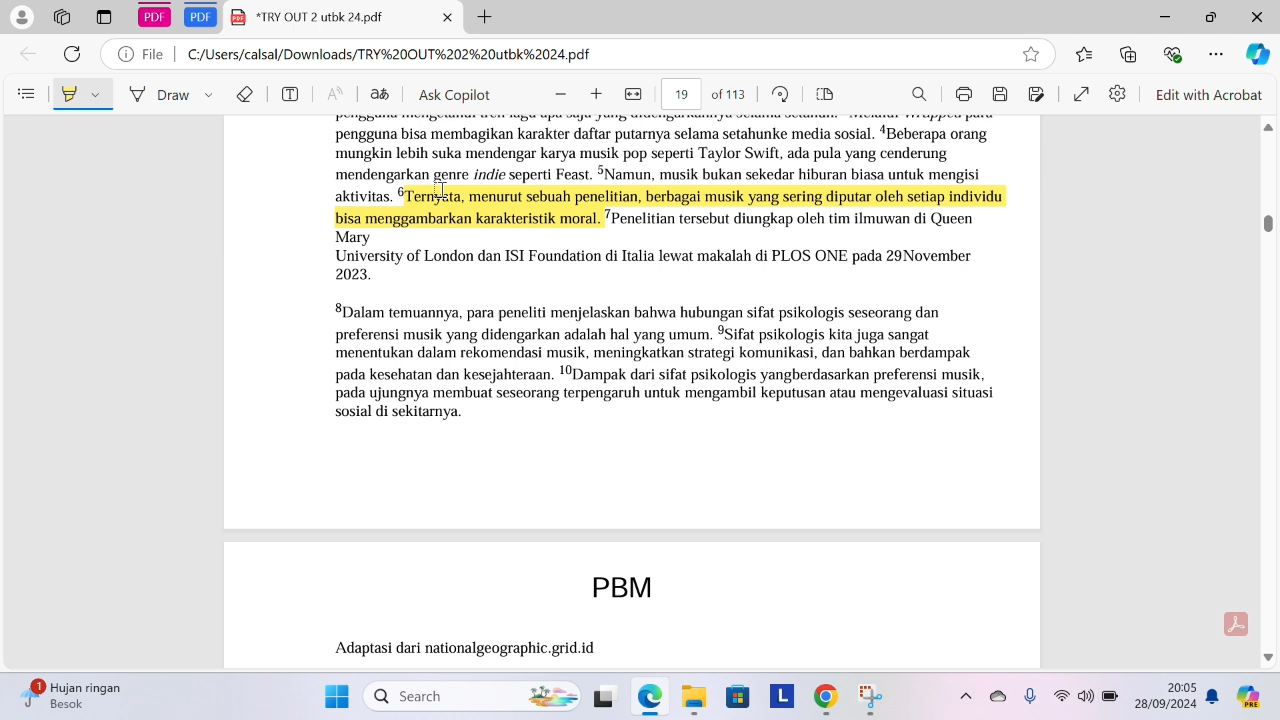 PDF
PDF
*TRY OUT 2 utbk 24.pdf
File
C:/Users/calsal/Downloads/TRY%20OUT%202%20utbk%2024.pdf
Draw
aあ
Ask Copilot
19
of 113
Edit with Acrobat
pengguna bisa membagikan karakter daftar putarnya selama setahunke media sosial. 4Beberapa orang
mungkin lebih suka mendengar karya musik pop seperti Taylor Swift, ada pula yang cenderung
mendengarkan genre indie seperti Feast. 5Namun, musik bukan sekedar hiburan biasa untuk mengisi
aktivitas. 6Ternyata, menurut sebuah penelitian, berbagai musik yang sering diputar oleh setiap individu
bisa menggambarkan karakteristik moral. 7Penelitian tersebut diungkap oleh tim ilmuwan di Queen
Mary
University of London dan ISI Foundation di Italia lewat makalah di PLOS ONE pada 29November
2023.
8Dalam temuannya, para peneliti menjelaskan bahwa hubungan sifat psikologis seseorang dan
preferensi musik yang didengarkan adalah hal yang umum. 9Sifat psikologis kita juga sangat
menentukan dalam rekomendasi musik, meningkatkan strategi komunikasi, dan bahkan berdampak
pada kesehatan dan kesejahteraan. 10Dampak dari sifat psikologis yangberdasarkan preferensi musik,
pada ujungnya membuat seseorang terpengaruh untuk mengambil keputusan atau mengevaluasi situasi
sosial di sekitarnya.
PBM
Adaptasi dari nationalgeographic.grid.id
1
Hujan ringan
Besok
Search
L
20:05
28/09/2024
PRE